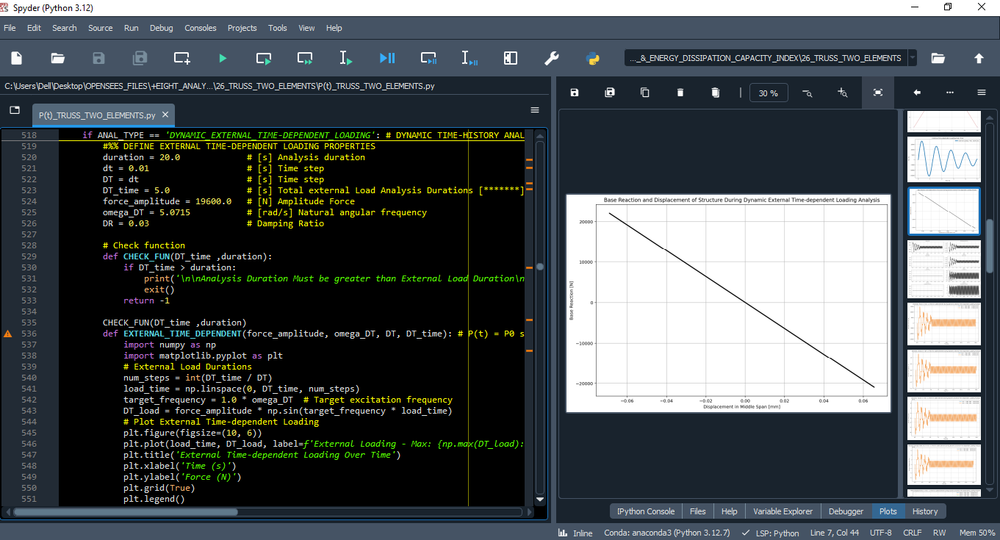 Spyder (Python 3.12)
File Edit Search Source Run Debug Consoles Projects Tools View Help
..._&_ENERGY_DISSIPATION_CAPACITY_INDEX\26_TRUSS_TWO_ELEMENTS
C:\Users\Dell\Desktop\OPENSEES_FILES\+EIGHT_ANALY...\26_TRUSS_TWO_ELEMENTS\P(t)_TRUSS_TWO_ELEMENTS.py
P(t)_TRUSS_TWO_ELEMENTS.py
518 if ANAL_TYPE == 'DYNAMIC_EXTERNAL_TIME-DEPENDENT_LOADING': # DYNAMIC TIME-HISTORY ANAL
519 #%% DEFINE EXTERNAL TIME-DEPENDENT LOADING PROPERTIES
520 duration = 20.0 # [s] Analysis duration
521 dt = 0.01 # [s] Time step
522 DT = dt # [s] Time step
523 DT_time = 5.0 # [s] Total external Load Analysis Durations [*******]
524 force_amplitude = 19600.0 # [N] Amplitude Force
525 omega_DT = 5.0715 # [rad/s] Natural angular frequency
526 DR = 0.03 # Damping Ratio
527
528 # Check function
529 def CHECK_FUN(DT_time ,duration):
530 if DT_time > duration:
531 print('\n\nAnalysis Duration Must be greater than External Load Duration\n
532 exit()
533 return -1
534
535 CHECK_FUN(DT_time ,duration)
536 def EXTERNAL_TIME_DEPENDENT(force_amplitude, omega_DT, DT, DT_time): # P(t) = P0 s
537 import numpy as np
538 import matplotlib.pyplot as plt
539 # External Load Durations
540 num_steps = int(DT_time / DT)
541 load_time = np.linspace(0, DT_time, num_steps)
542 target_frequency = 1.0 * omega_DT # Target excitation frequency
543 DT_load = force_amplitude * np.sin(target_frequency * load_time)
544 # Plot External Time-dependent Loading
545 plt.figure(figsize=(10, 6))
546 plt.plot(load_time, DT_load, label=f'External Loading - Max: {np.max(DT_load):
547 plt.title('External Time-dependent Loading Over Time')
548 plt.xlabel('Time (s)')
549 plt.ylabel('Force (N)')
550 plt.grid(True)
551 plt.legend()
30 %
Base Reaction and Displacement of Structure During Dynamic External Time-dependent Loading Analysis
Base Reaction [N]
20000
10000
0
−10000
−20000
−0.06 −0.04 −0.02 0.00 0.02 0.04 0.06
Displacement in Middle Span [mm]
IPython Console Files Help Variable Explorer Debugger Plots History
Inline Conda: anaconda3 (Python 3.12.7) LSP: Python Line 7, Col 44 UTF-8 CRLF RW Mem 50%